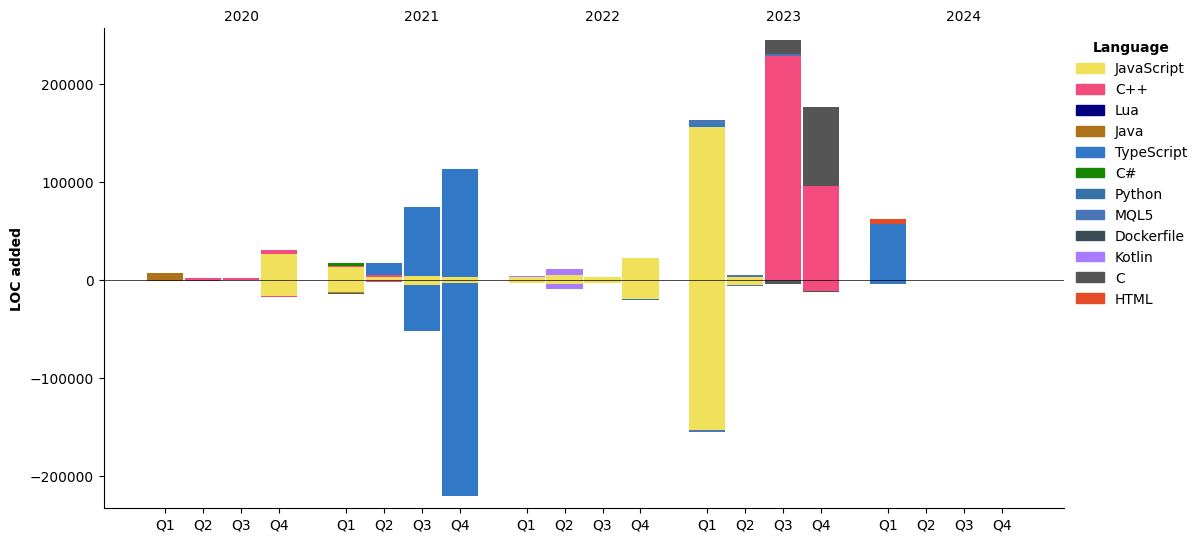 2020 2021 2022 2023 2024
LOC added
200000
100000
0
−100000
−200000
Q1 Q2 Q3 Q4 Q1 Q2 Q3 Q4 Q1 Q2 Q3 Q4 Q1 Q2 Q3 Q4 Q1 Q2 Q3 Q4
Language
JavaScript
C++
Lua
Java
TypeScript
C#
Python
MQL5
Dockerfile
Kotlin
C
HTML